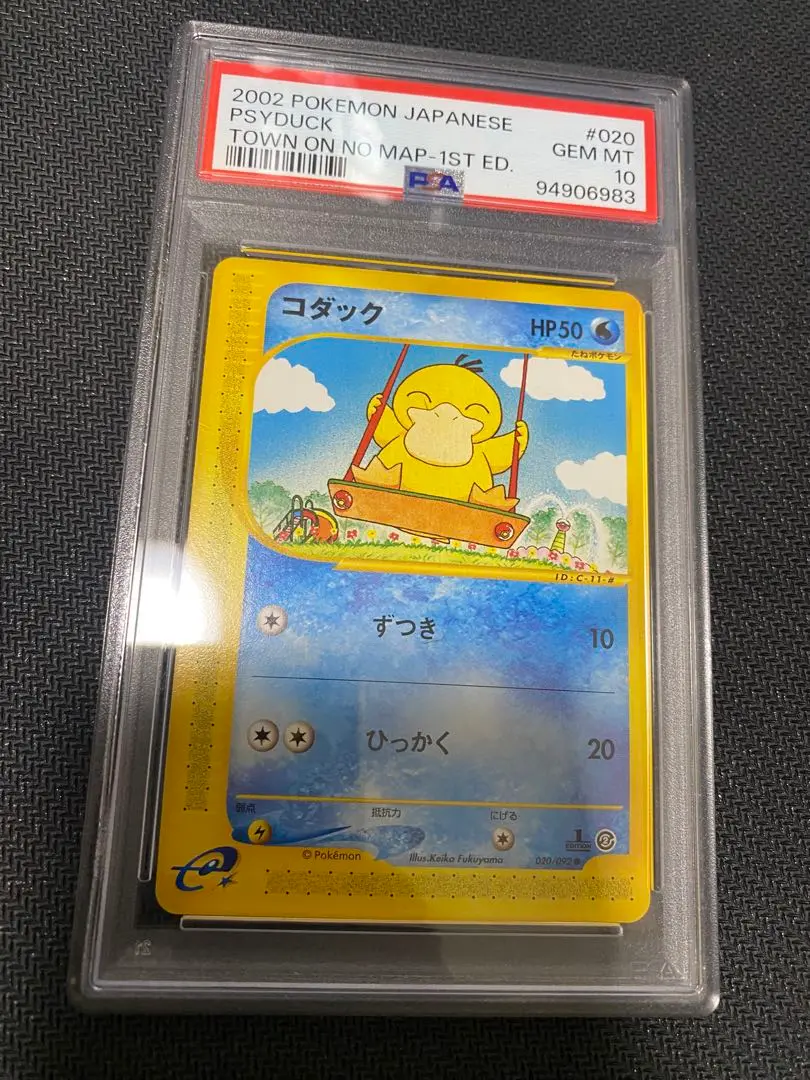 2002 POKEMON JAPANESE #020
PSYDUCK GEM MT
TOWN ON NO MAP-1ST ED. 10
PSA 94906983
コダック HP50
たねポケモン
ID:C-11-#
ずつき 10
ひっかく 20
弱点 抵抗力 にげる
1 EDITION
© Pokémon Illus.Keiko Fukuyama 020/092
e